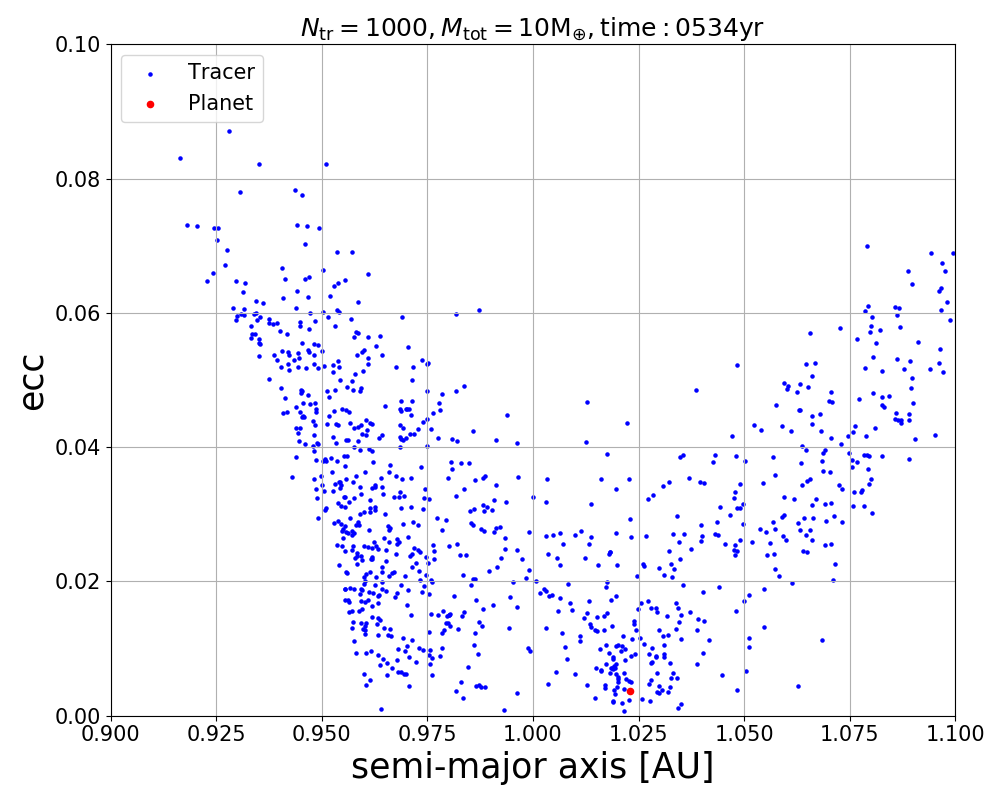 N_tr = 1000, M_tot = 10M_⊕, time : 0534yr
Tracer
Planet
0.10
0.08
0.06
0.04
0.02
0.00
ecc
0.900 0.925 0.950 0.975 1.000 1.025 1.050 1.075 1.100
semi-major axis [AU]